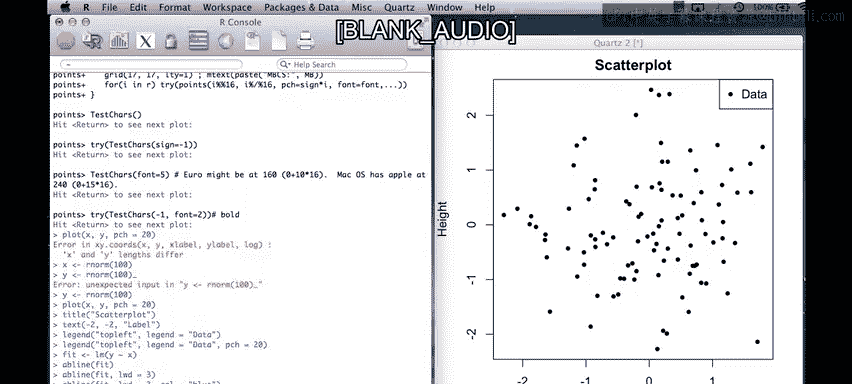 R File Edit Format Workspace Packages & Data Misc Quartz Window Help
100%
[BLANK_AUDIO]
R Console
Quartz 2 [*]
Help Search
points+ grid(17, 17, lty=1) ; mtext(paste("MBCS:", MB))
points+ for(i in r) try(points(i%%16, i%/%16, pch=sign*i, font=font,...))
points+ }
points> TestChars()
Hit <Return> to see next plot:
points> try(TestChars(sign=-1))
Hit <Return> to see next plot:
points> TestChars(font=5) # Euro might be at 160 (0+10*16). Mac OS has apple at
240 (0+15*16).
Hit <Return> to see next plot:
points> try(TestChars(-1, font=2))# bold
Hit <Return> to see next plot:
> plot(x, y, pch = 20)
Error in xy.coords(x, y, xlabel, ylabel, log) :
'x' and 'y' lengths differ
> x <- rnorm(100)
> y <- rnorm(100)_
Error: unexpected input in "y <- rnorm(100)_"
> y <- rnorm(100)
> plot(x, y, pch = 20)
> title("Scatterplot")
> text(-2, -2, "Label")
> legend("topleft", legend = "Data")
> legend("topleft", legend = "Data", pch = 20)
> fit <- lm(y ~ x)
> abline(fit)
> abline(fit, lwd = 3)
Scatterplot
Data
Height
2
1
0
-1
-2
-2 -1 0 1